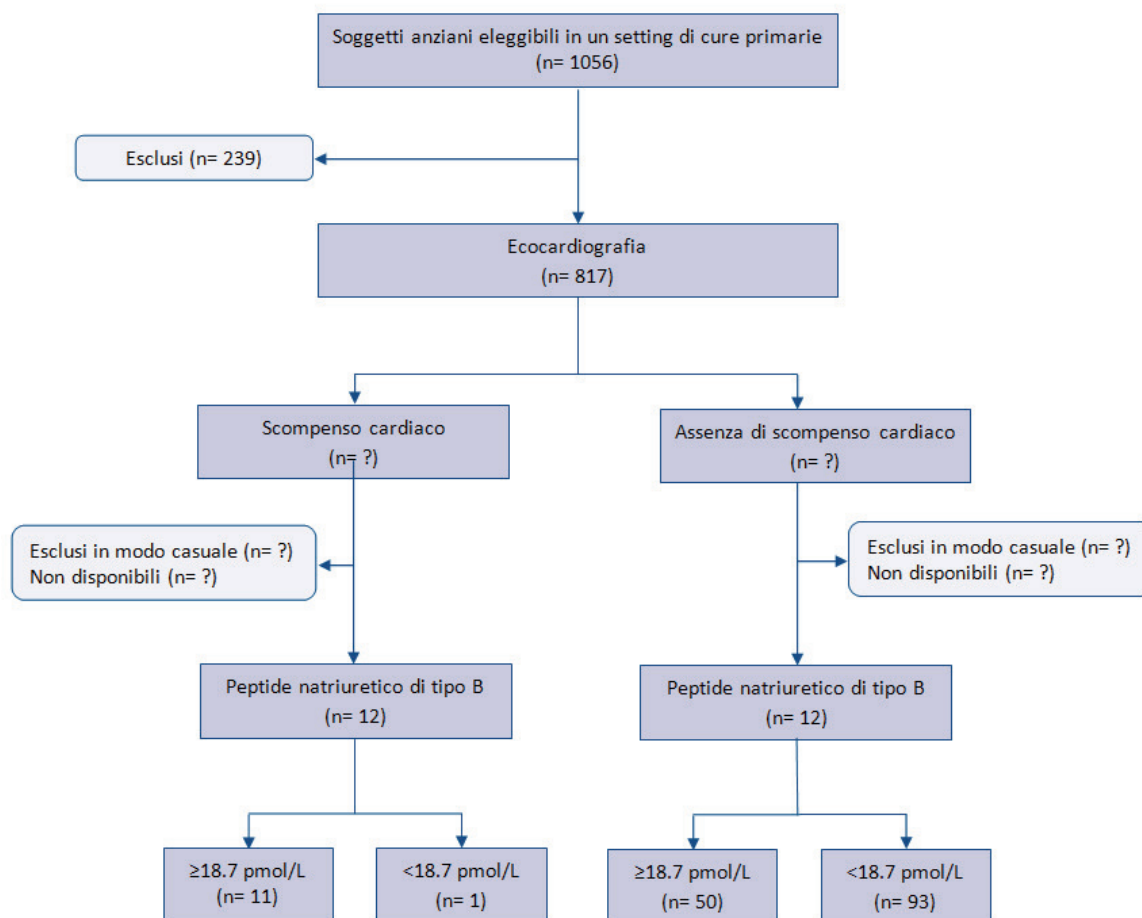 Soggetti anziani eleggibili in un setting di cure primarie
(n= 1056)
Esclusi (n= 239)
Ecocardiografia
(n= 817)
Scompenso cardiaco
(n= ?)
Assenza di scompenso cardiaco
(n= ?)
Esclusi in modo casuale (n= ?)
Non disponibili (n= ?)
Esclusi in modo casuale (n= ?)
Non disponibili (n= ?)
Peptide natriuretico di tipo B
(n= 12)
Peptide natriuretico di tipo B
(n= 12)
≥18.7 pmol/L
(n= 11)
<18.7 pmol/L
(n= 1)
≥18.7 pmol/L
(n= 50)
<18.7 pmol/L
(n= 93)